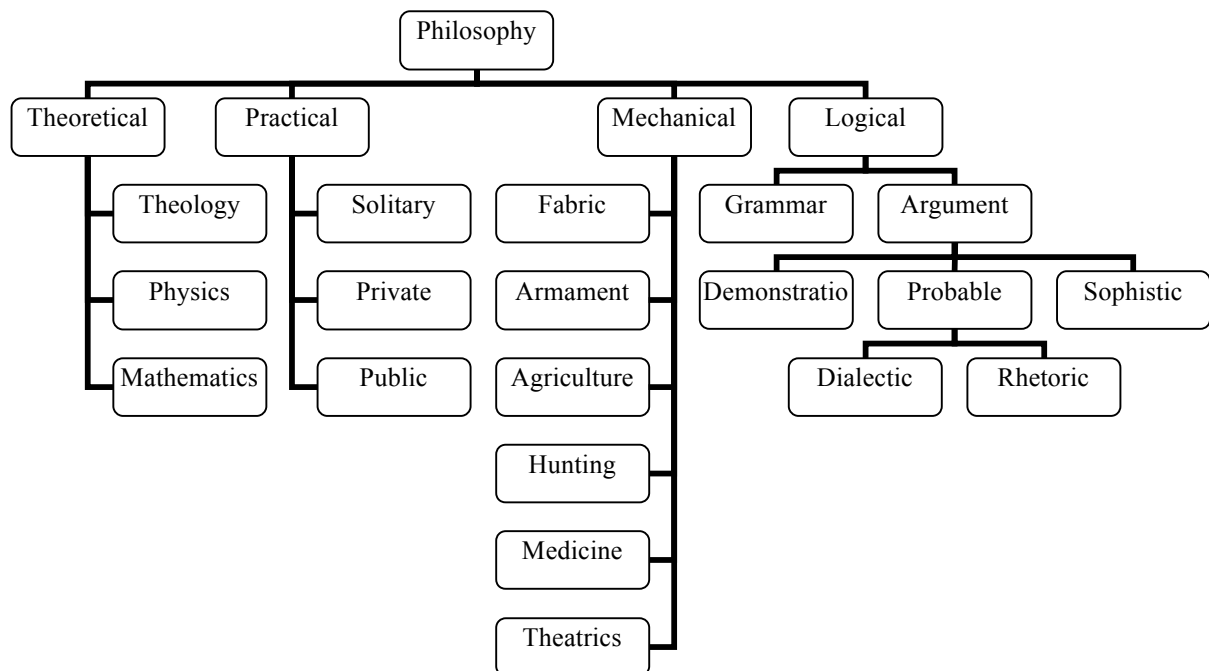 Philosophy
Theoretical
Practical
Mechanical
Logical
Theology
Solitary
Fabric
Grammar
Argument
Physics
Private
Armament
Demonstratio
Probable
Sophistic
Mathematics
Public
Agriculture
Dialectic
Rhetoric
Hunting
Medicine
Theatrics